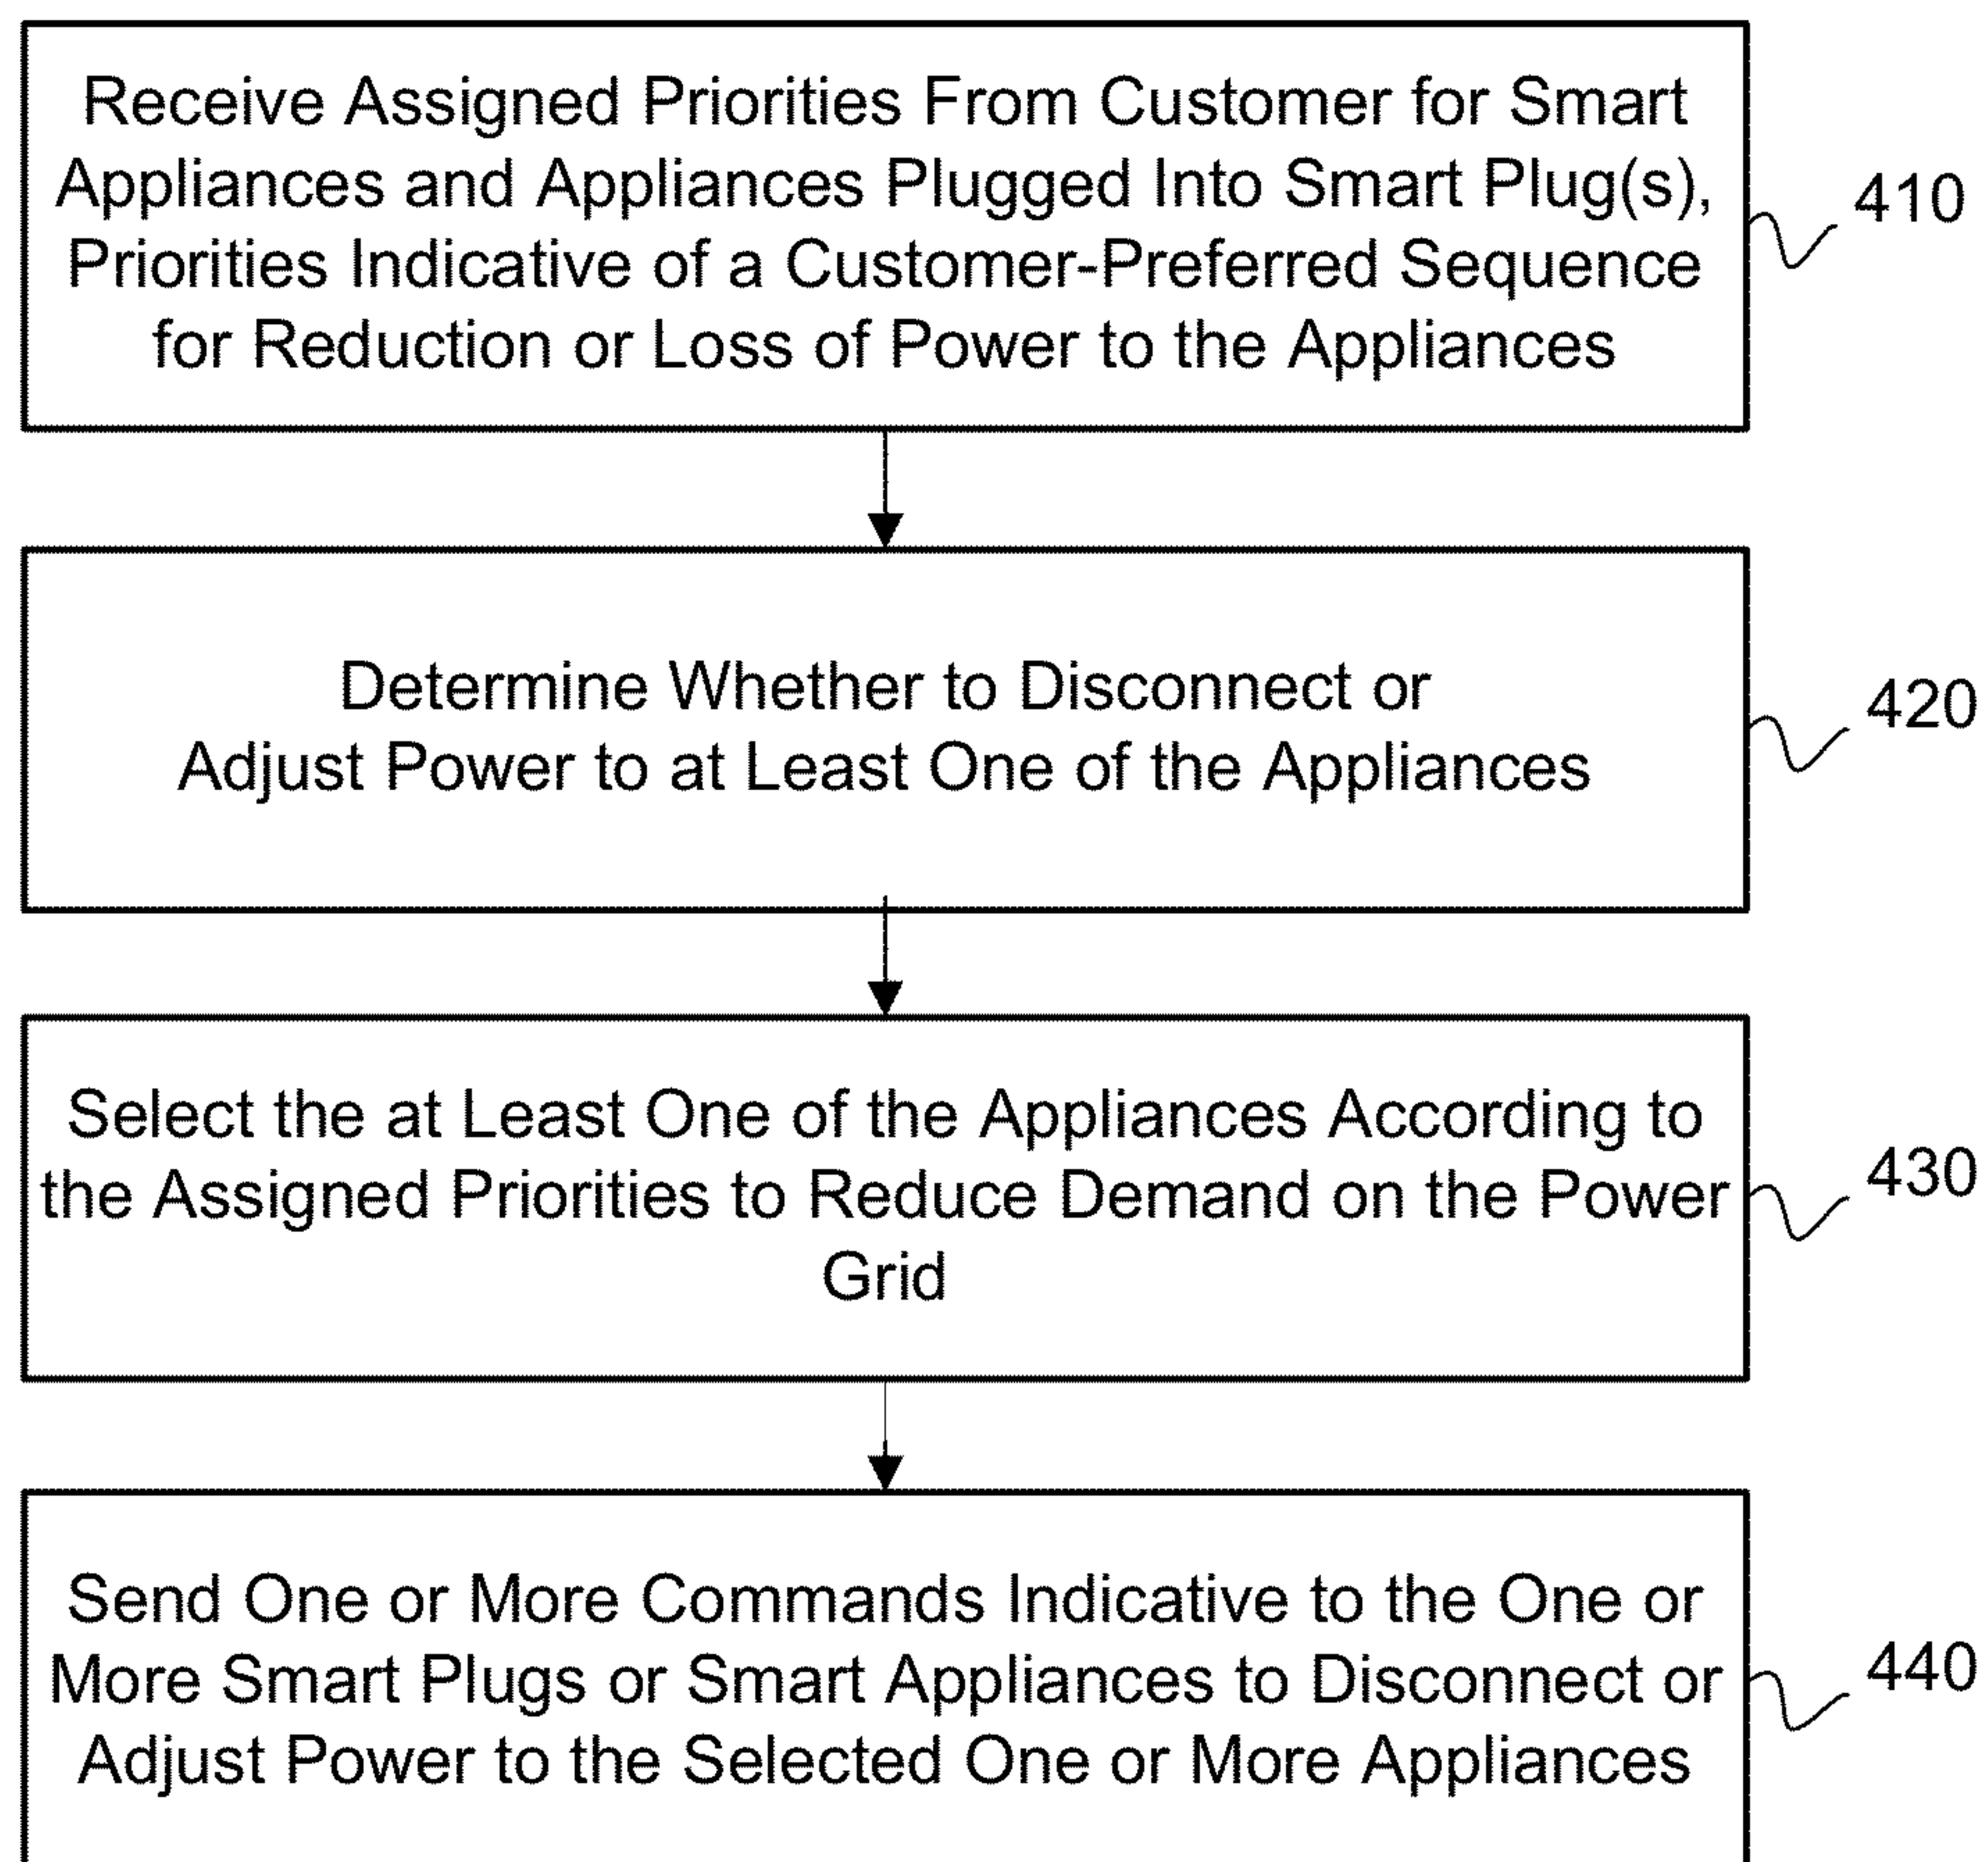 Receive Assigned Priorities From Customer for Smart
Appliances and Appliances Plugged Into Smart Plug(s),
Priorities Indicative of a Customer-Preferred Sequence
for Reduction or Loss of Power to the Appliances
410
Determine Whether to Disconnect or
Adjust Power to at Least One of the Appliances
420
Select the at Least One of the Appliances According to
the Assigned Priorities to Reduce Demand on the Power
Grid
430
Send One or More Commands Indicative to the One or
More Smart Plugs or Smart Appliances to Disconnect or
Adjust Power to the Selected One or More Appliances
440